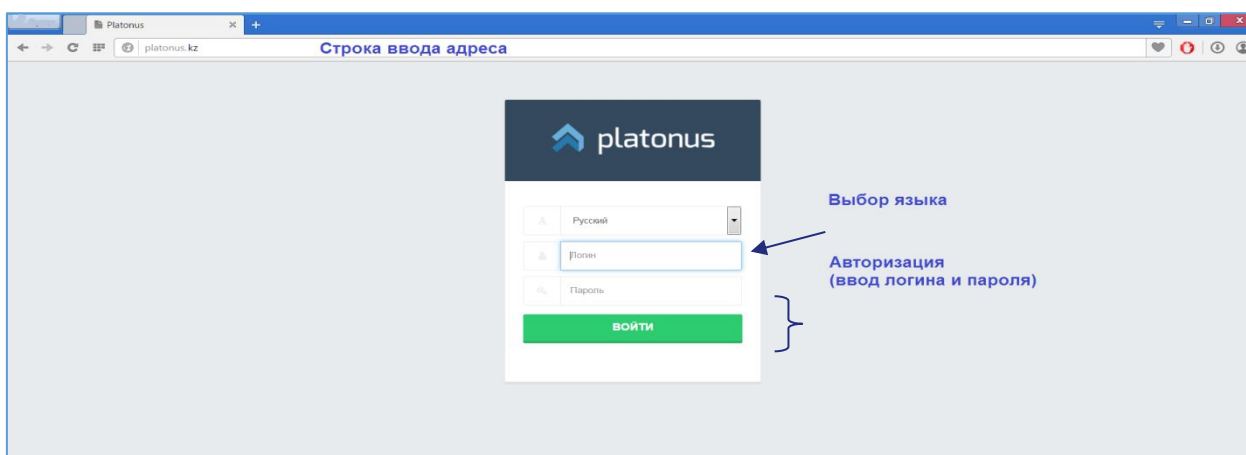 Platonus
platonus.kz
Строка ввода адреса
platonus
Русский
Логин
Пароль
ВОЙТИ
Выбор языка
Авторизация
(ввод логина и пароля)